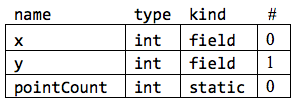 name type kind #
x int field 0
y int field 1
pointCount int static 0